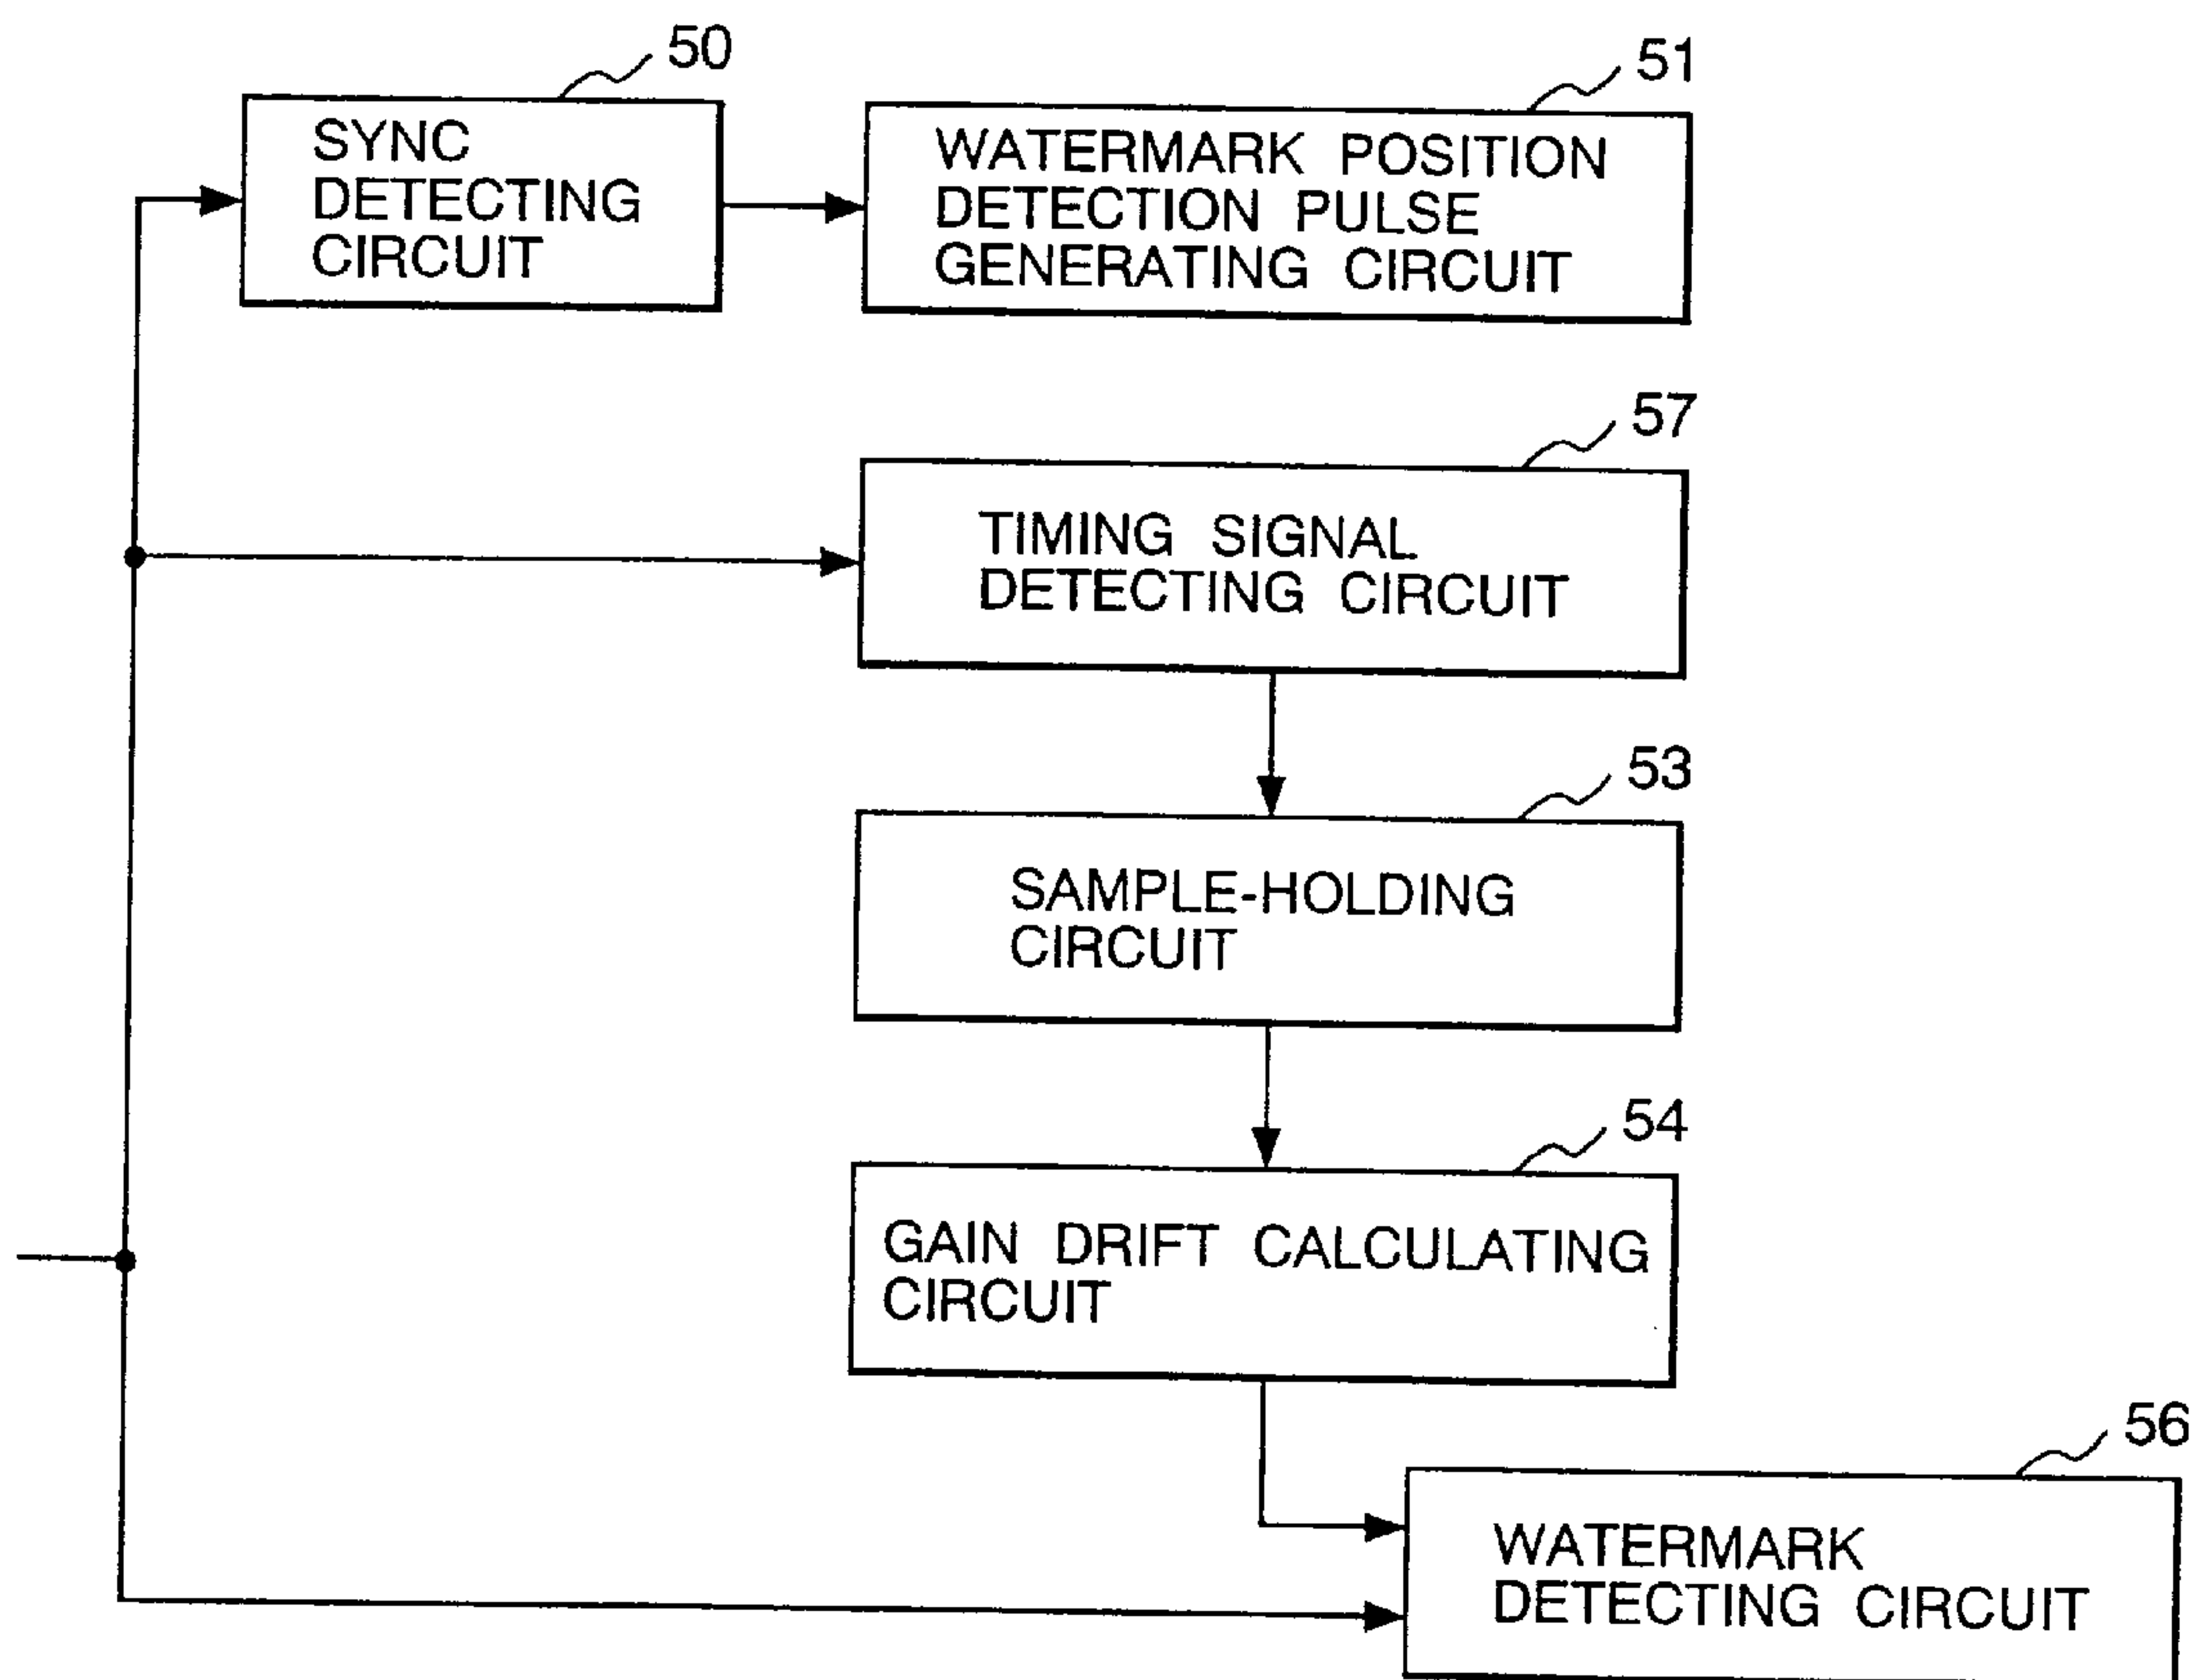 50
SYNC
DETECTING
CIRCUIT
51
WATERMARK POSITION
DETECTION PULSE
GENERATING CIRCUIT
57
TIMING SIGNAL
DETECTING CIRCUIT
53
SAMPLE-HOLDING
CIRCUIT
54
GAIN DRIFT CALCULATING
CIRCUIT
56
WATERMARK
DETECTING CIRCUIT